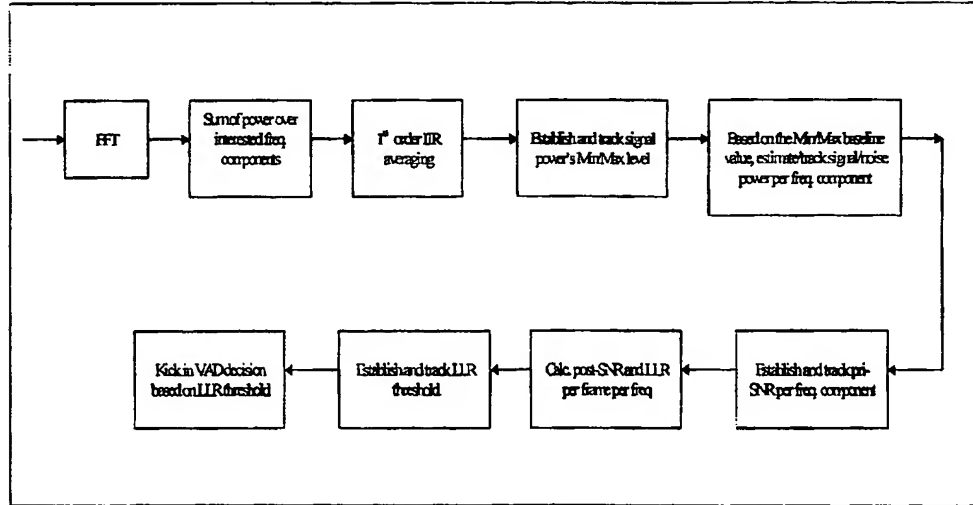 FFT
Sum of power over
interested freq.
components
1st order IIR
averaging
Establish and track signal
power's Min/Max level
Based on the Min/Max baseline
value, estimate/track signal/noise
power per freq. component
Kick in VAD decision
based on LLR threshold
Establish and track LLR
threshold.
Calc. post-SNR and LLR
per frame per freq
Establish and track pri-
SNR per freq. component